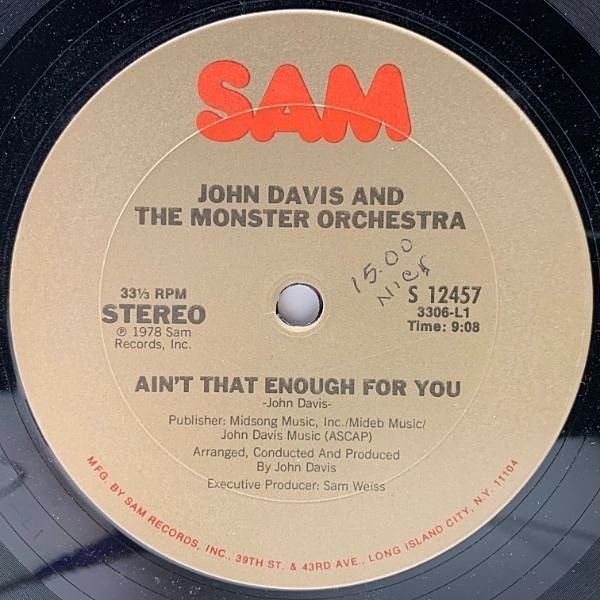 SAM
JOHN DAVIS AND
THE MONSTER ORCHESTRA
15.00
NICK
33⅓ RPM
STEREO
℗ 1978 Sam
Records, Inc.
S 12457
3306-L1
Time: 9:08
AIN'T THAT ENOUGH FOR YOU
-John Davis-
Publisher: Midsong Music, Inc./Mideb Music/
John Davis Music (ASCAP)
Arranged, Conducted And Produced
By John Davis
Executive Producer: Sam Weiss
MFG. BY SAM RECORDS, INC., 39TH ST. & 43RD AVE., LONG ISLAND CITY, N.Y. 11104